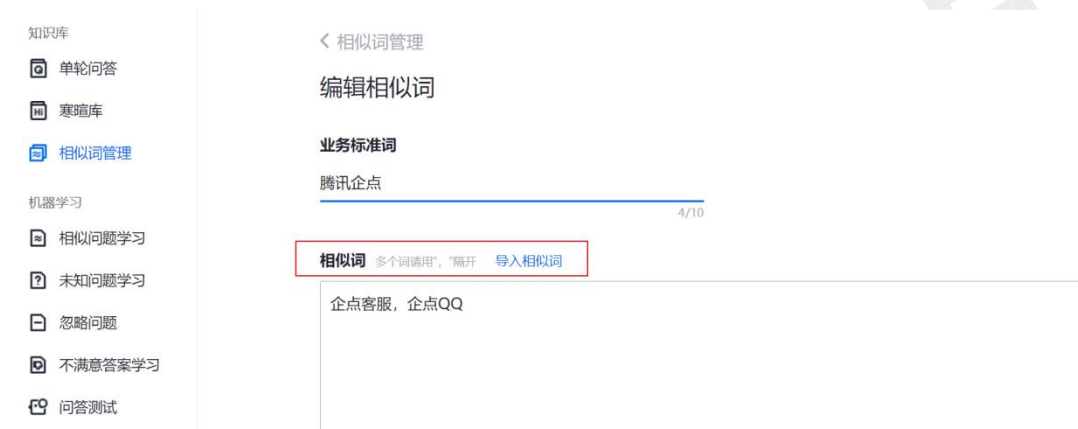 知识库
单轮问答
寒暄库
相似词管理
机器学习
相似问题学习
未知问题学习
忽略问题
不满意答案学习
问答测试
相似词管理
编辑相似词
业务标准词
腾讯企点
4/10
相似词 多个词请用"，"隔开 导入相似词
企点客服，企点QQ